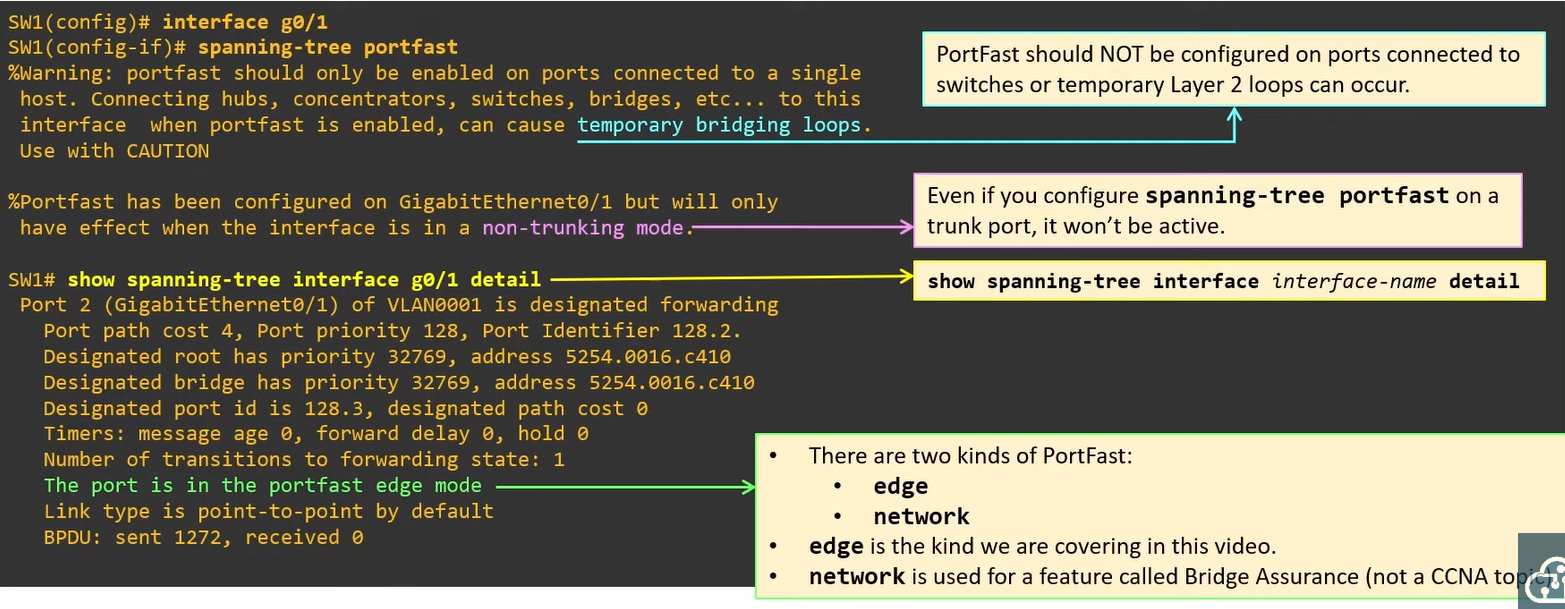 SW1(config)# interface g0/1
SW1(config-if)# spanning-tree portfast
%Warning: portfast should only be enabled on ports connected to a single
host. Connecting hubs, concentrators, switches, bridges, etc... to this
interface  when portfast is enabled, can cause temporary bridging loops.
Use with CAUTION
%Portfast has been configured on GigabitEthernet0/1 but will only
have effect when the interface is in a non-trunking mode.
SW1# show spanning-tree interface g0/1 detail
Port 2 (GigabitEthernet0/1) of VLAN0001 is designated forwarding
Port path cost 4, Port priority 128, Port Identifier 128.2.
Designated root has priority 32769, address 5254.0016.c410
Designated bridge has priority 32769, address 5254.0016.c410
Designated port id is 128.3, designated path cost 0
Timers: message age 0, forward delay 0, hold 0
Number of transitions to forwarding state: 1
The port is in the portfast edge mode
Link type is point-to-point by default
BPDU: sent 1272, received 0
PortFast should NOT be configured on ports connected to
switches or temporary Layer 2 loops can occur.
Even if you configure spanning-tree portfast on a
trunk port, it won't be active.
show spanning-tree interface interface-name detail
• There are two kinds of PortFast:
• edge
• network
• edge is the kind we are covering in this video.
• network is used for a feature called Bridge Assurance (not a CCNA topic)